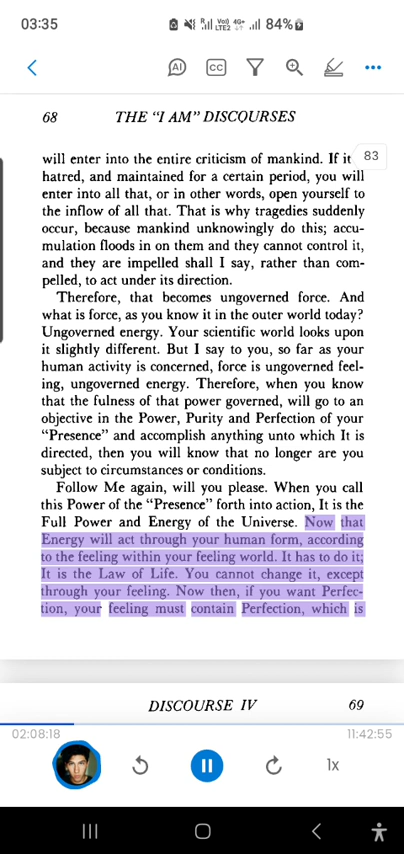 03:35
R Vo)) 4G+
LTE2
84%
AI
CC
68 THE “I AM” DISCOURSES
83
will enter into the entire criticism of mankind. If it
hatred, and maintained for a certain period, you will
enter into all that, or in other words, open yourself to
the inflow of all that. That is why tragedies suddenly
occur, because mankind unknowingly do this; accu-
mulation floods in on them and they cannot control it,
and they are impelled shall I say, rather than com-
pelled, to act under its direction.
Therefore, that becomes ungoverned force. And
what is force, as you know it in the outer world today?
Ungoverned energy. Your scientific world looks upon
it slightly different. But I say to you, so far as your
human activity is concerned, force is ungoverned feel-
ing, ungoverned energy. Therefore, when you know
that the fulness of that power governed, will go to an
objective in the Power, Purity and Perfection of your
“Presence” and accomplish anything unto which It is
directed, then you will know that no longer are you
subject to circumstances or conditions.
Follow Me again, will you please. When you call
this Power of the “Presence” forth into action, It is the
Full Power and Energy of the Universe. Now that
Energy will act through your human form, according
to the feeling within your feeling world. It has to do it;
It is the Law of Life. You cannot change it, except
through your feeling. Now then, if you want Perfec-
tion, your feeling must contain Perfection, which is
DISCOURSE IV 69
02:08:18 11:42:55
1x